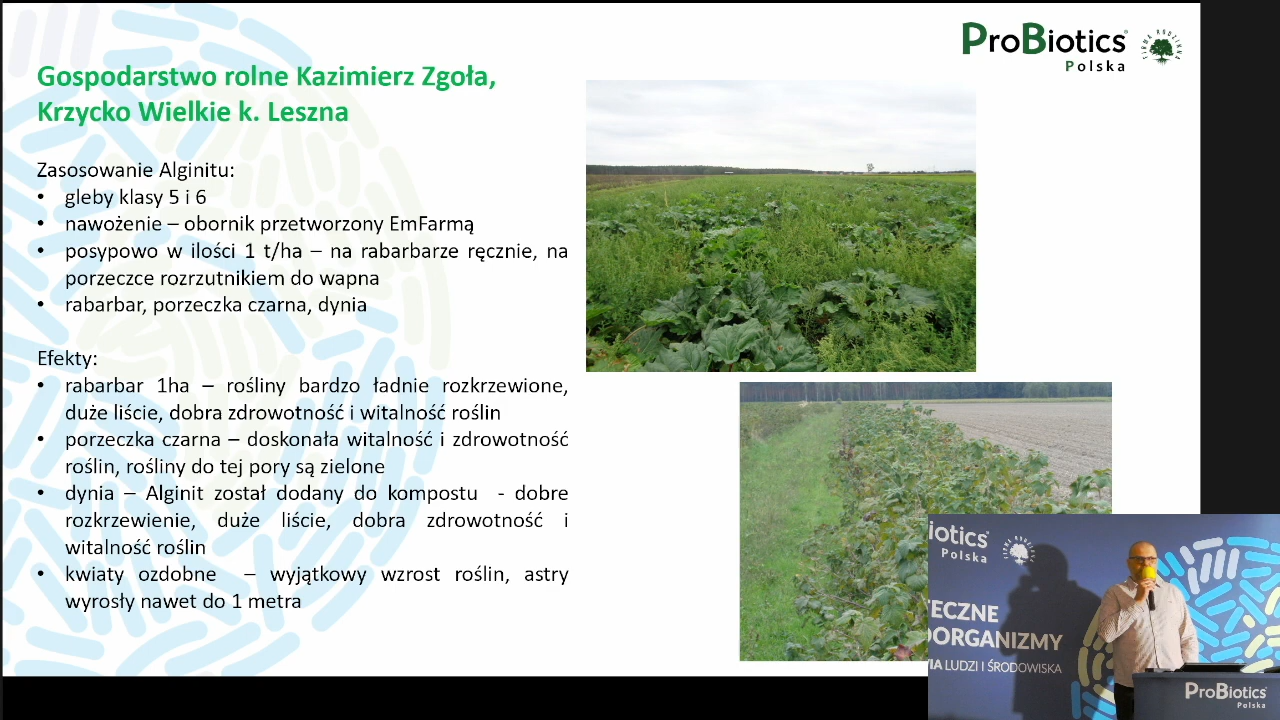 ProBiotics
Polska
FIRMA RODZINNA
Gospodarstwo rolne Kazimierz Zgoła,
Krzycko Wielkie k. Leszna
Zasosowanie Alginitu:
• gleby klasy 5 i 6
• nawożenie – obornik przetworzony EmFarmą
• posypowo w ilości 1 t/ha – na rabarbarze ręcznie, na
porzeczce rozrzutnikiem do wapna
• rabarbar, porzeczka czarna, dynia
Efekty:
• rabarbar 1ha – rośliny bardzo ładnie rozkrzewione,
duże liście, dobra zdrowotność i witalność roślin
• porzeczka czarna – doskonała witalność i zdrowotność
roślin, rośliny do tej pory są zielone
• dynia – Alginit został dodany do kompostu - dobre
rozkrzewienie, duże liście, dobra zdrowotność i
witalność roślin
• kwiaty ozdobne – wyjątkowy wzrost roślin, astry
wyrosły nawet do 1 metra
iotics
Polska
TECZNE
OORGANIZMY
IA LUDZI I ŚRODOWISKA
ProBiotics
Polska